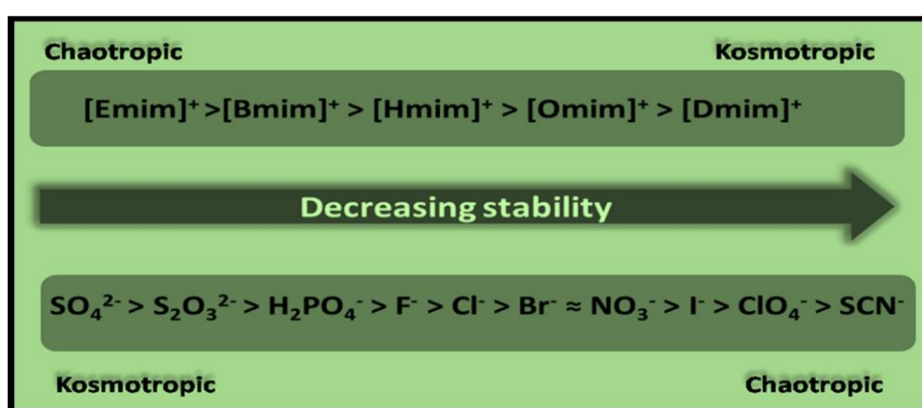 Chaotropic Kosmotropic
[Emim]⁺ >[Bmim]⁺ > [Hmim]⁺ > [Omim]⁺ > [Dmim]⁺
Decreasing stability
SO₄²⁻ > S₂O₃²⁻ > H₂PO₄⁻ > F⁻ > Cl⁻ > Br⁻ ≈ NO₃⁻ > I⁻ > ClO₄⁻ > SCN⁻
Kosmotropic Chaotropic